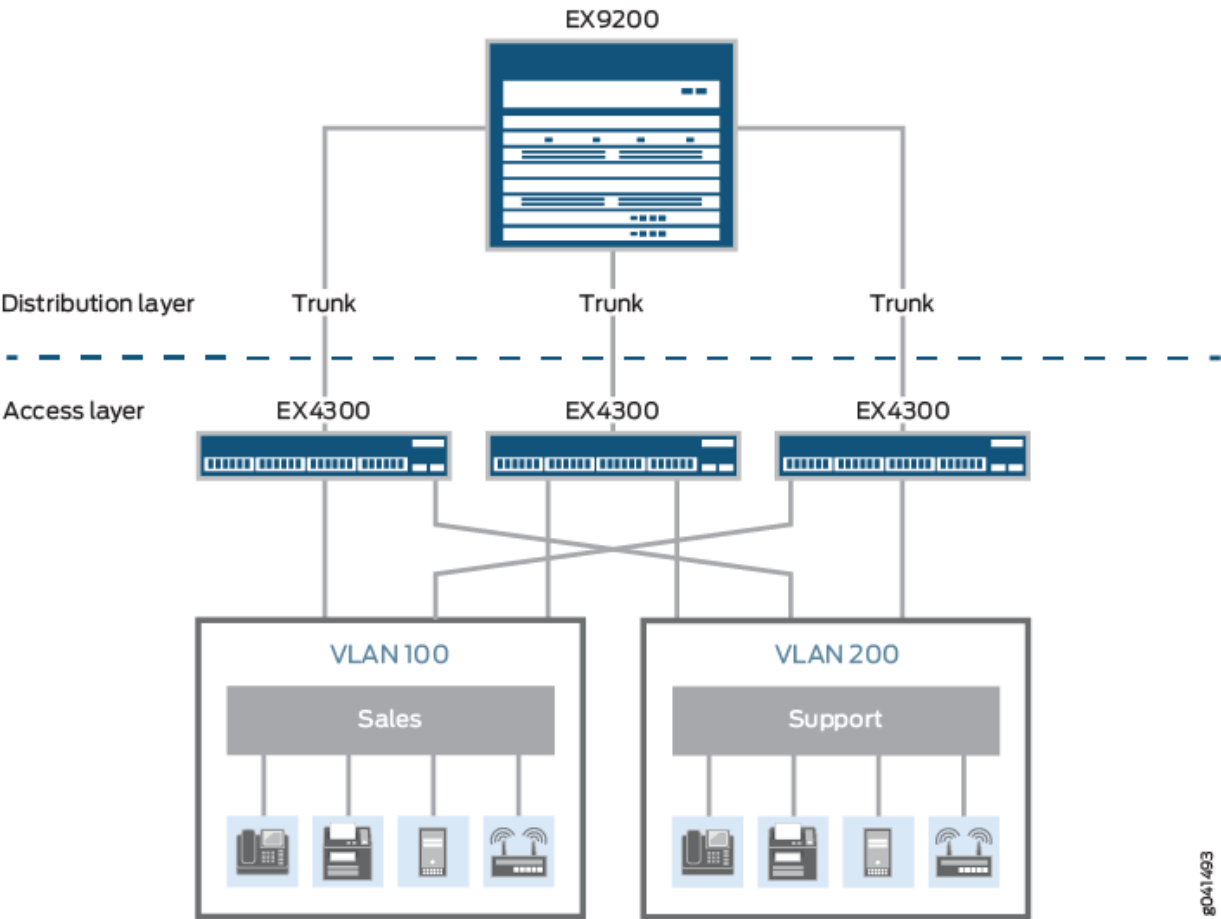 EX9200
Distribution layer Trunk Trunk Trunk
Access layer EX4300 EX4300 EX4300
VLAN 100 VLAN 200
Sales Support
g041493